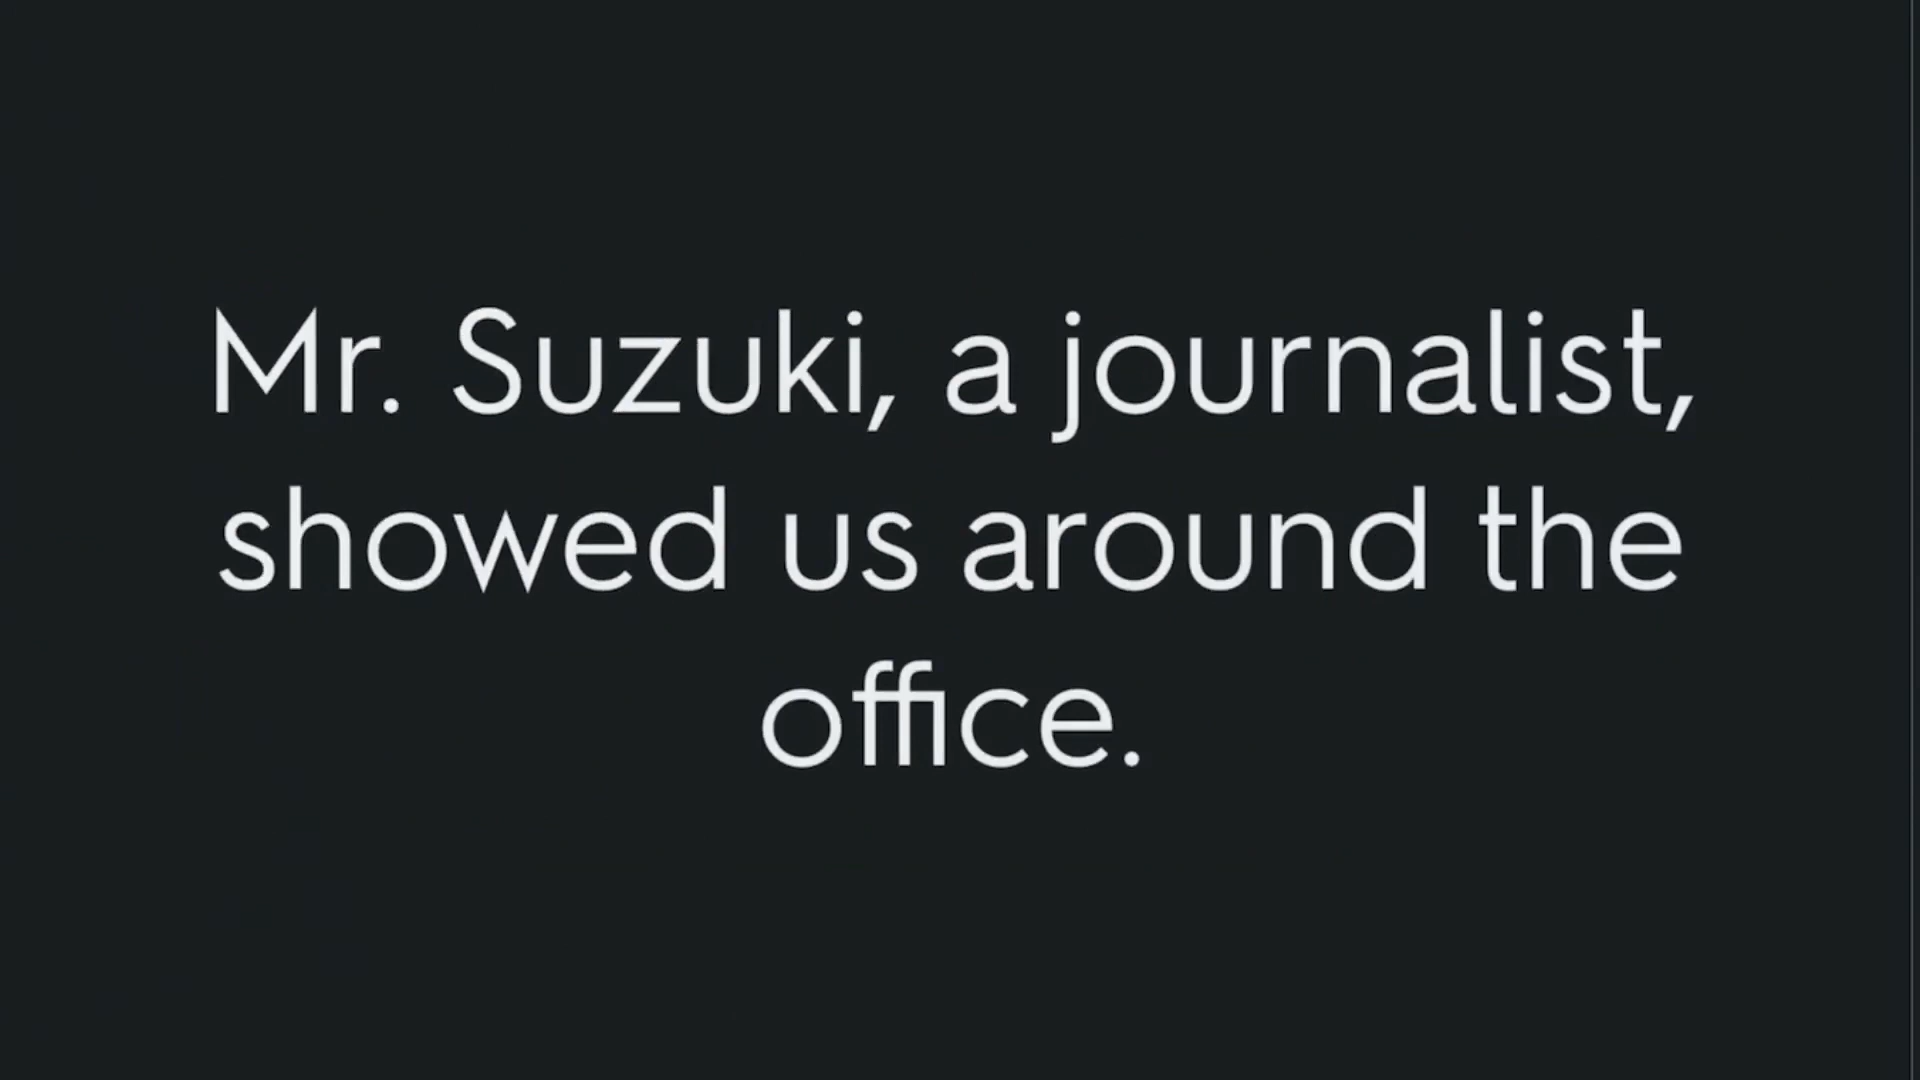 Mr. Suzuki, a journalist,
showed us around the
office.